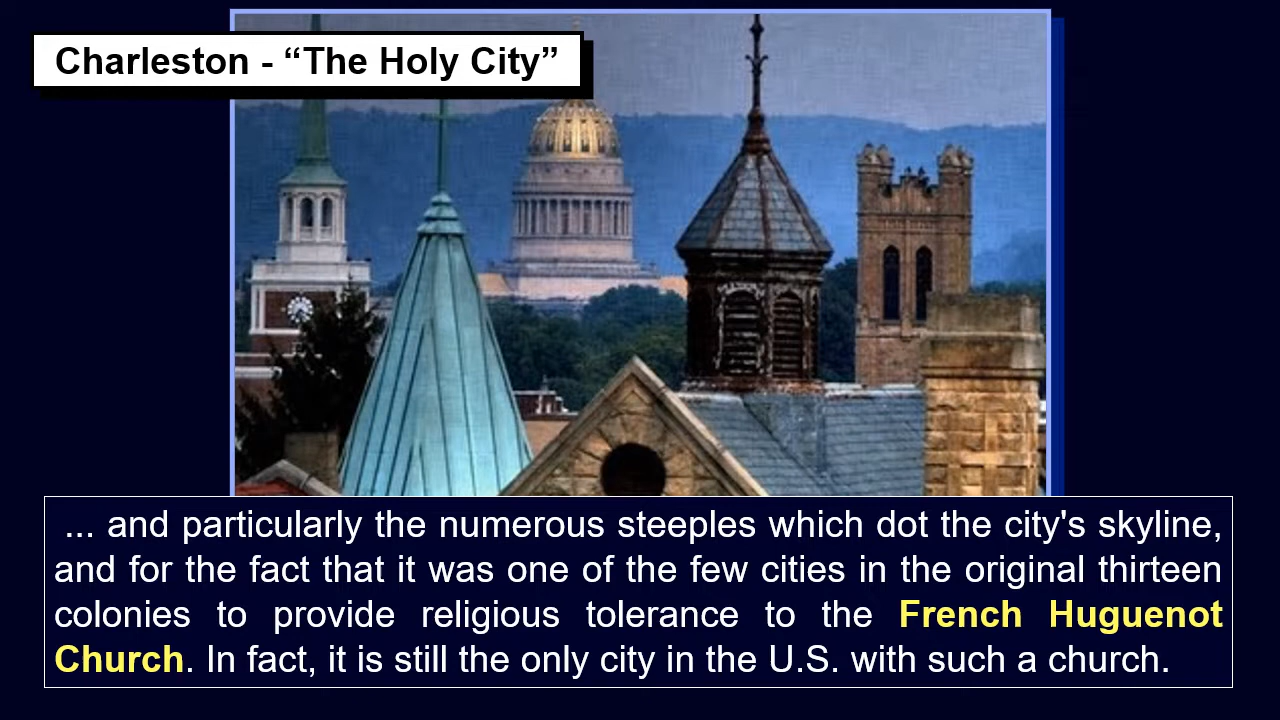 Charleston - “The Holy City”
... and particularly the numerous steeples which dot the city's skyline,
and for the fact that it was one of the few cities in the original thirteen
colonies to provide religious tolerance to the French Huguenot
Church. In fact, it is still the only city in the U.S. with such a church.